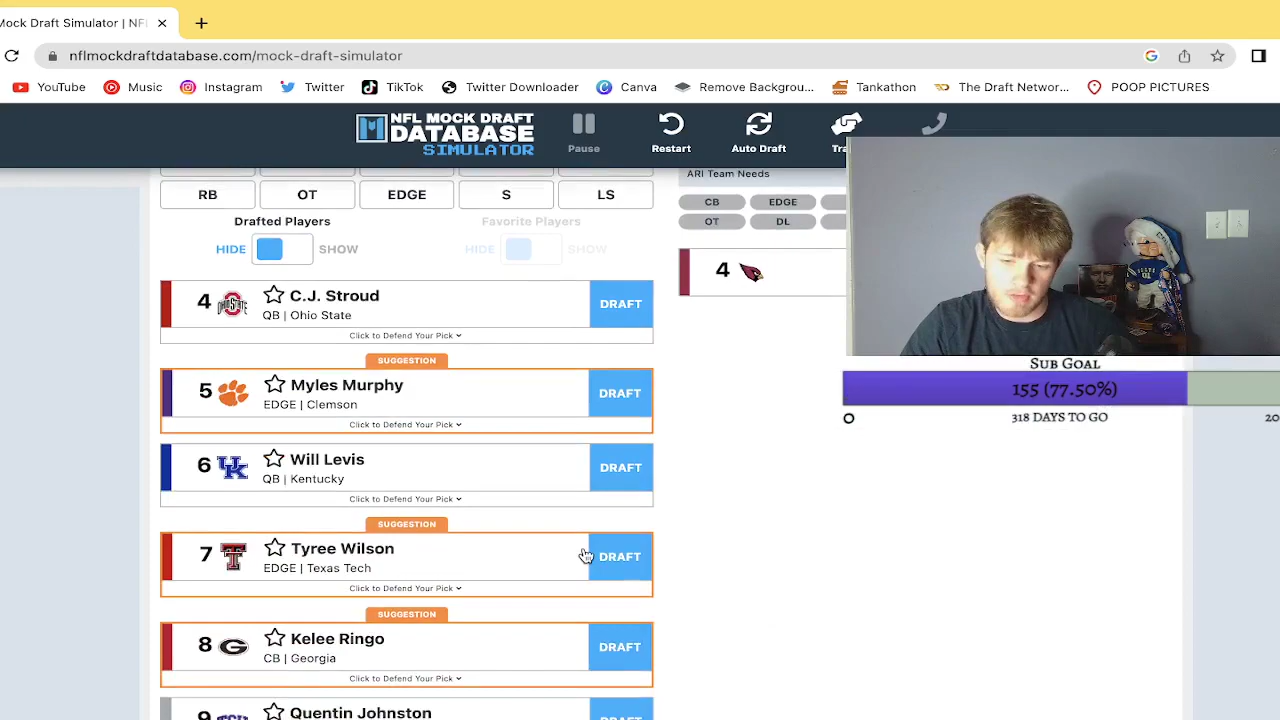 Mock Draft Simulator | NF
nflmockdraftdatabase.com/mock-draft-simulator
YouTube
Music
Instagram
Twitter
TikTok
Twitter Downloader
Canva
Remove Backgrou...
Tankathon
The Draft Networ...
POOP PICTURES
NFL MOCK DRAFT
DATABASE
SIMULATOR
Pause
Restart
Auto Draft
Tra
RB
OT
EDGE
S
LS
Drafted Players
HIDE
SHOW
Favorite Players
HIDE
SHOW
ARI Team Needs
CB
EDGE
OT
DL
4
4
OHIO STATE
C.J. Stroud
QB | Ohio State
DRAFT
Click to Defend Your Pick
SUGGESTION
5
Myles Murphy
EDGE | Clemson
DRAFT
Click to Defend Your Pick
6
UK
Will Levis
QB | Kentucky
DRAFT
Click to Defend Your Pick
SUGGESTION
7
T
Tyree Wilson
EDGE | Texas Tech
DRAFT
Click to Defend Your Pick
SUGGESTION
8
G
Kelee Ringo
CB | Georgia
DRAFT
Click to Defend Your Pick
9
Quentin Johnston
SUB GOAL
155 (77.50%)
0
318 DAYS TO GO
20